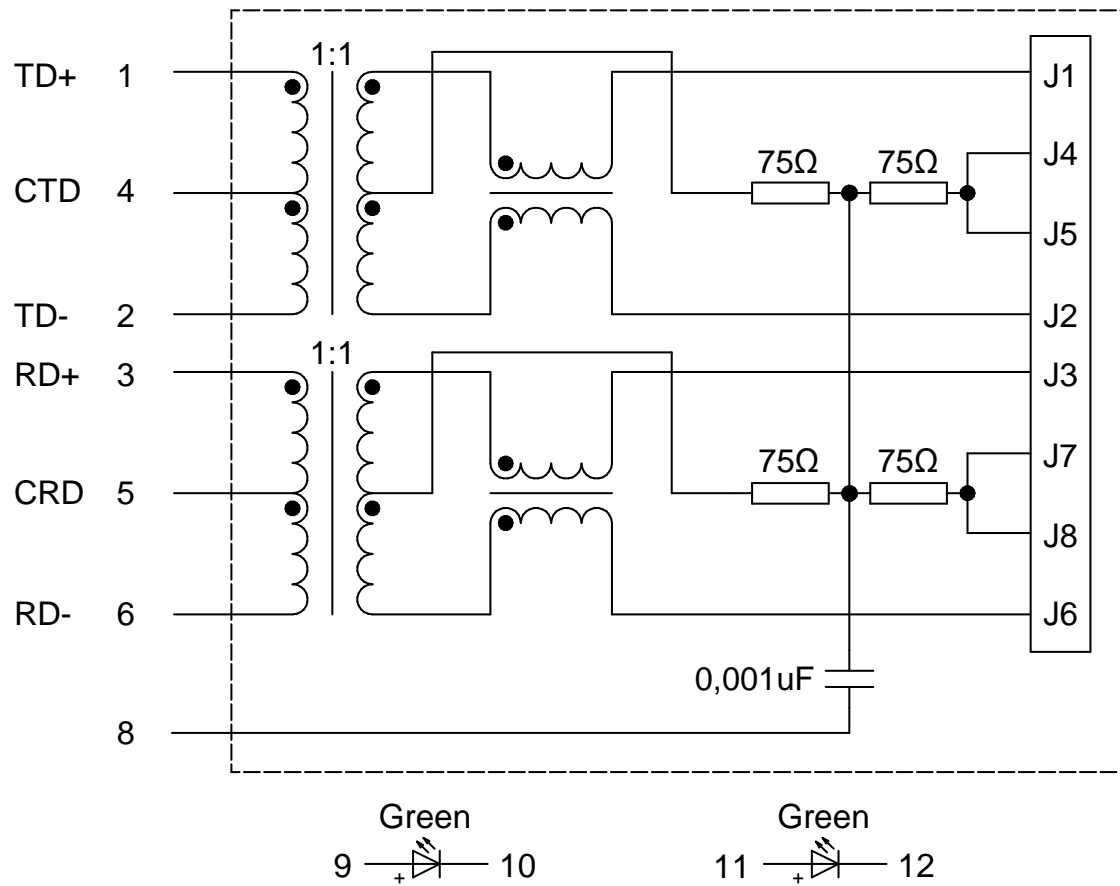 1:1
TD+ 1 J1
75Ω 75Ω J4
CTD 4
J5
TD- 2 J2
1:1
RD+ 3 J3
75Ω 75Ω J7
CRD 5
J8
RD- 6 J6
0,001uF
8
Green Green
9 + 10 11 + 12